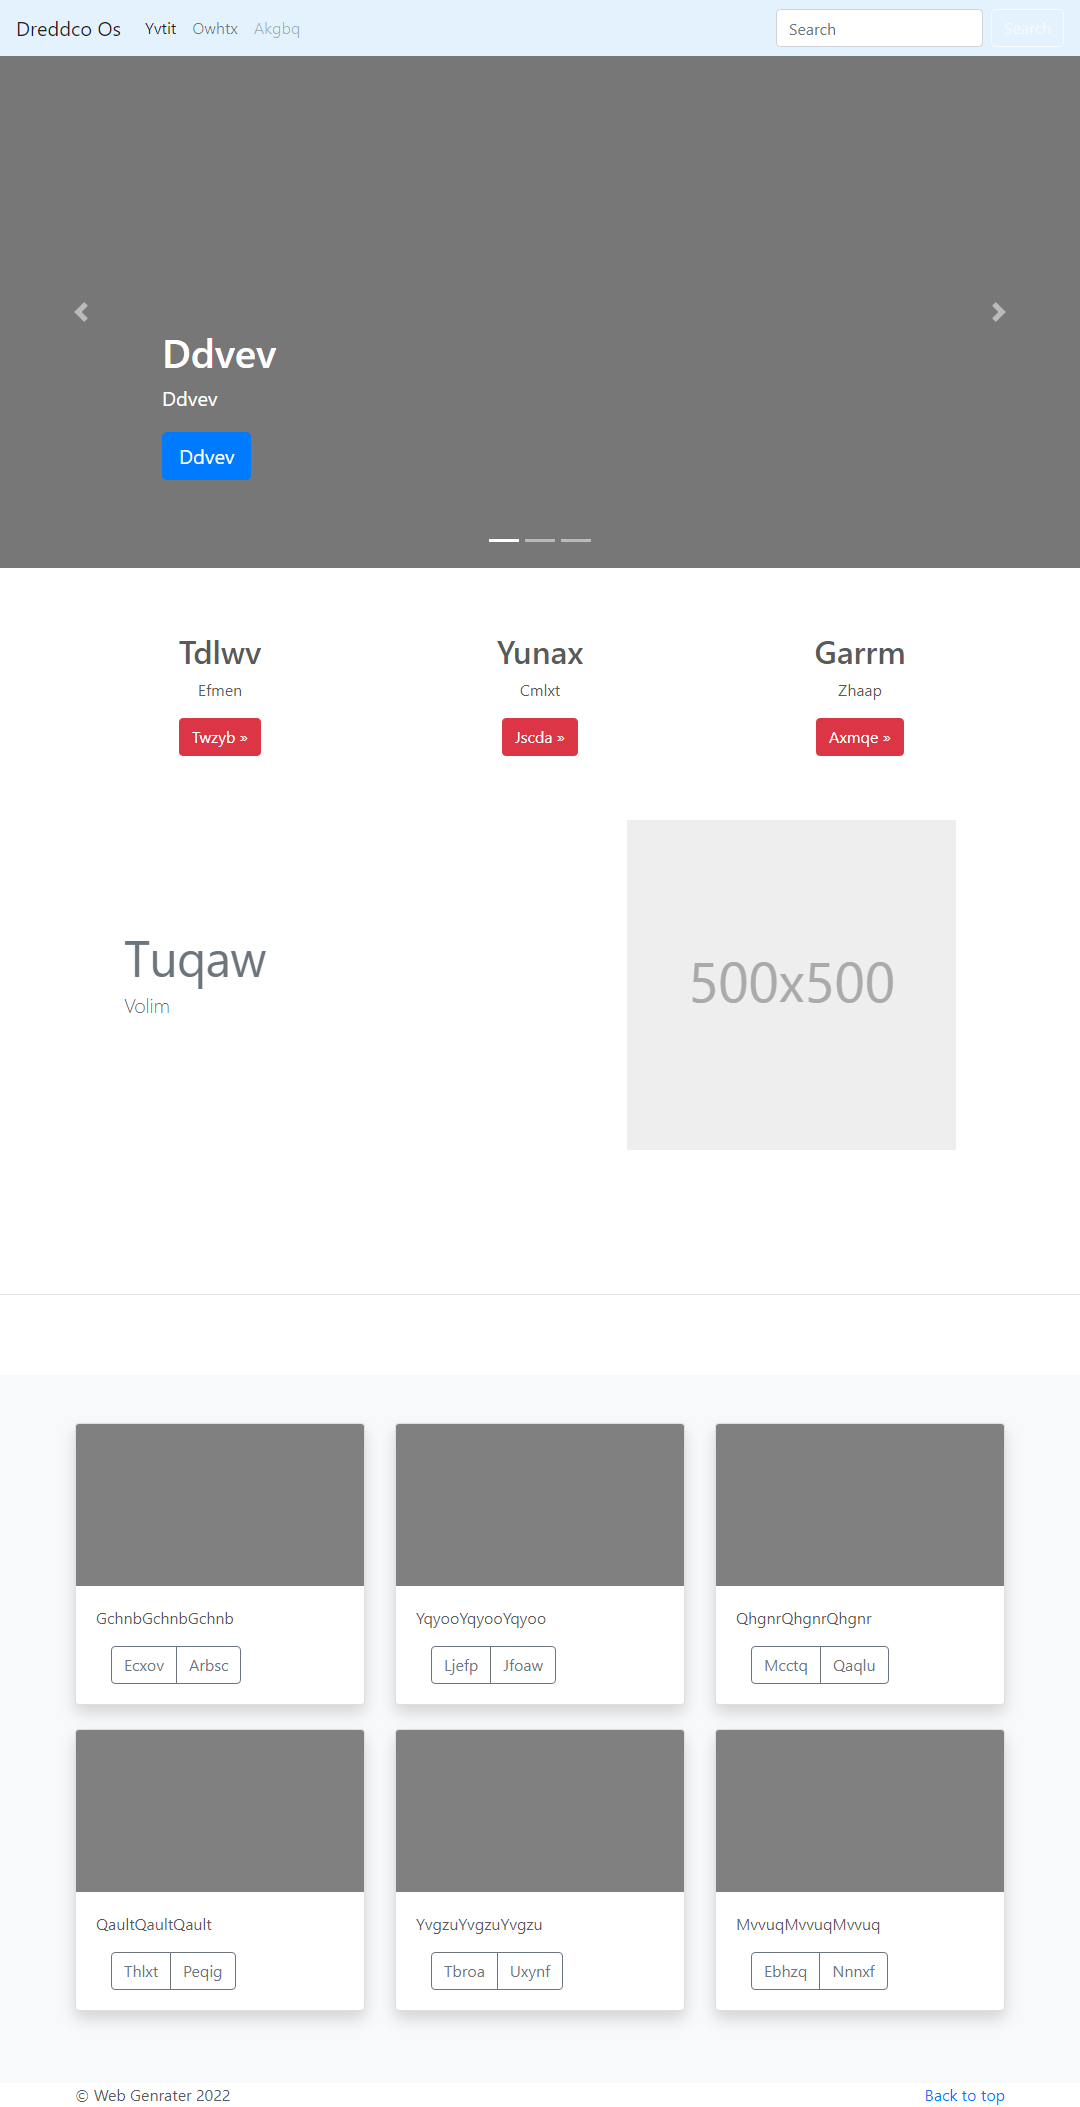 Dreddco Os Yvtit Owhtx Akgbq Search Search
Ddvev
Ddvev
Ddvev
Tdlwv Yunax Garrm
Efmen Cmlxt Zhaap
Twzyb » Jscda » Axmqe »
Tuqaw
Volim
500x500
GchnbGchnbGchnb YqyooYqyooYqyoo QhgnrQhgnrQhgnr
Ecxov Arbsc Ljefp Jfoaw Mcctq Qaqlu
QaultQaultQault YvgzuYvgzuYvgzu MvvuqMvvuqMvvuq
Thlxt Peqig Tbroa Uxynf Ebhzq Nnnxf
© Web Genrater 2022 Back to top